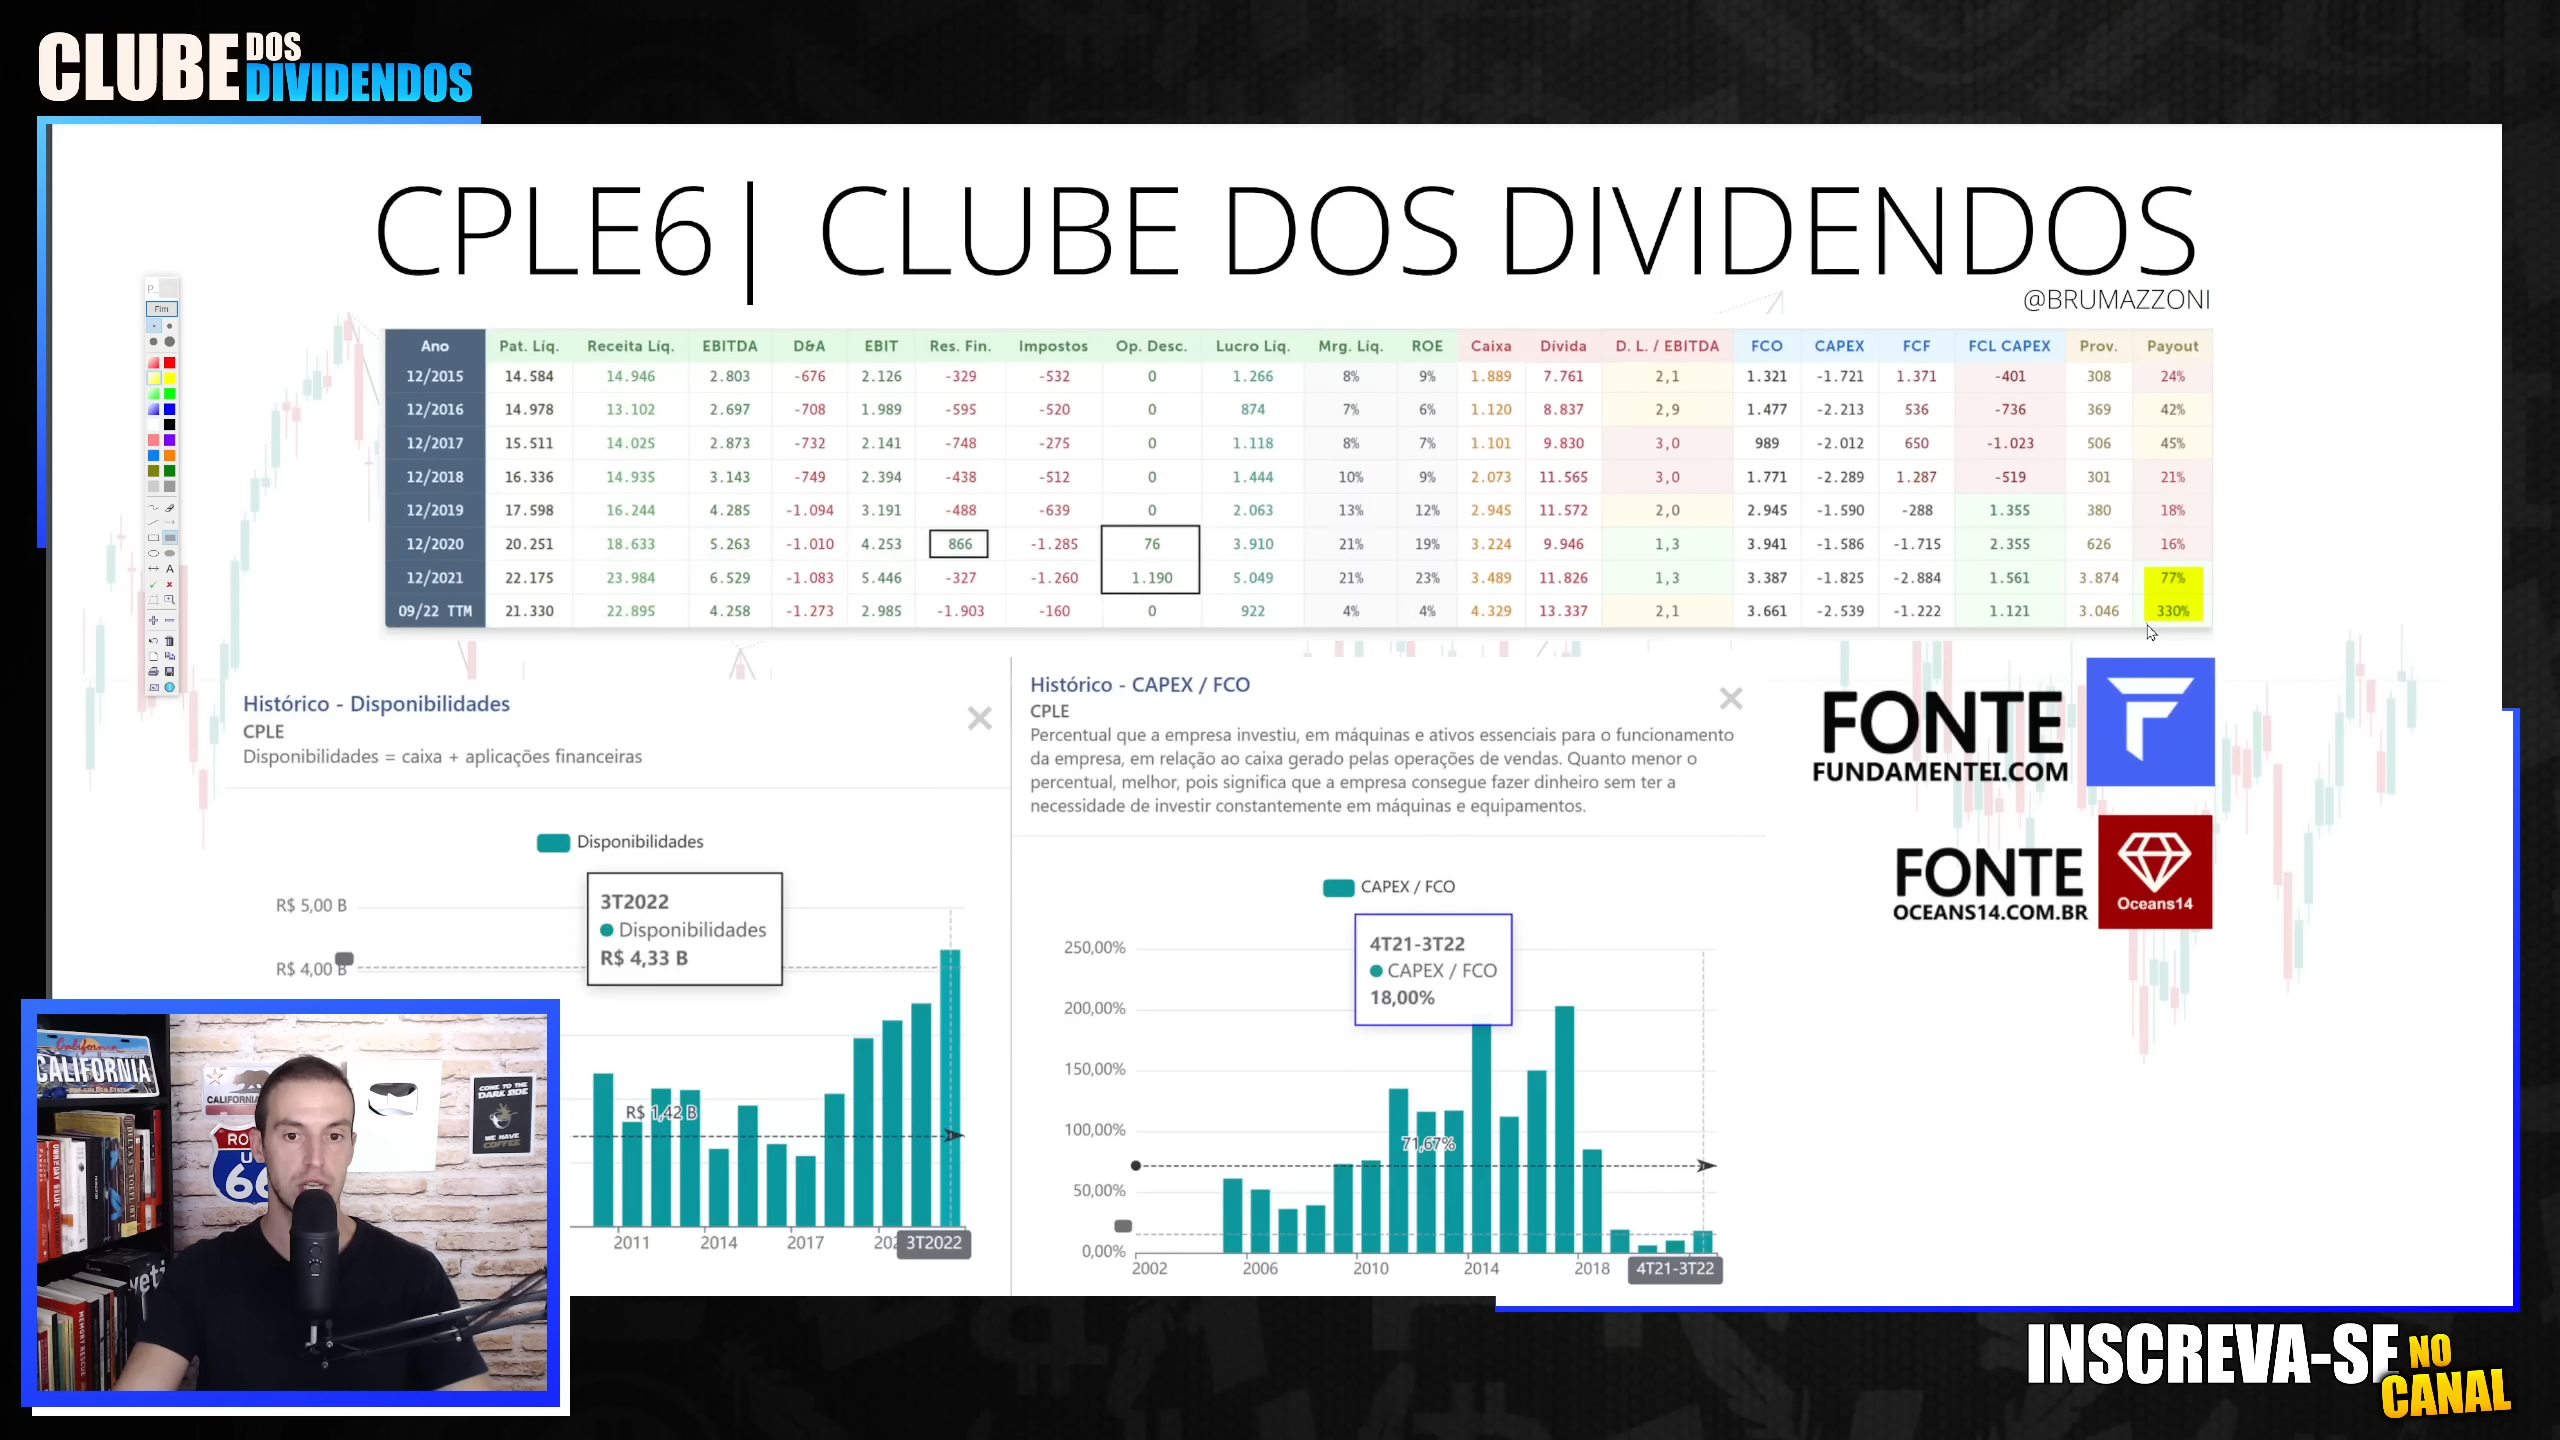 CLUBE DOS DIVIDENDOS
CPLE6| CLUBE DOS DIVIDENDOS
@BRUMAZZONI
P..
Fim
A
Ano Pat. Líq. Receita Líq. EBITDA D&A EBIT Res. Fin. Impostos Op. Desc. Lucro Líq. Mrg. Líq. ROE Caixa Dívida D. L. / EBITDA FCO CAPEX FCF FCL CAPEX Prov. Payout
12/2015 14.584 14.946 2.803 -676 2.126 -329 -532 0 1.266 8% 9% 1.889 7.761 2,1 1.321 -1.721 1.371 -401 308 24%
12/2016 14.978 13.102 2.697 -708 1.989 -595 -520 0 874 7% 6% 1.120 8.837 2,9 1.477 -2.213 536 -736 369 42%
12/2017 15.511 14.025 2.873 -732 2.141 -748 -275 0 1.118 8% 7% 1.101 9.830 3,0 989 -2.012 650 -1.023 506 45%
12/2018 16.336 14.935 3.143 -749 2.394 -438 -512 0 1.444 10% 9% 2.073 11.565 3,0 1.771 -2.289 1.287 -519 301 21%
12/2019 17.598 16.244 4.285 -1.094 3.191 -488 -639 0 2.063 13% 12% 2.945 11.572 2,0 2.945 -1.590 -288 1.355 380 18%
12/2020 20.251 18.633 5.263 -1.010 4.253 866 -1.285 76 3.910 21% 19% 3.224 9.946 1,3 3.941 -1.586 -1.715 2.355 626 16%
12/2021 22.175 23.984 6.529 -1.083 5.446 -327 -1.260 1.190 5.049 21% 23% 3.489 11.826 1,3 3.387 -1.825 -2.884 1.561 3.874 77%
09/22 TTM 21.330 22.895 4.258 -1.273 2.985 -1.903 -160 0 922 4% 4% 4.329 13.337 2,1 3.661 -2.539 -1.222 1.121 3.046 330%
Histórico - Disponibilidades
CPLE
Disponibilidades = caixa + aplicações financeiras
Disponibilidades
3T2022
Disponibilidades
R$ 4,33 B
R$ 5,00 B
R$ 4,00 B
R$ 1,42 B
2011 2014 2017 202 3T2022
Histórico - CAPEX / FCO
CPLE
Percentual que a empresa investiu, em máquinas e ativos essenciais para o funcionamento
da empresa, em relação ao caixa gerado pelas operações de vendas. Quanto menor o
percentual, melhor, pois significa que a empresa consegue fazer dinheiro sem ter a
necessidade de investir constantemente em máquinas e equipamentos.
CAPEX / FCO
4T21-3T22
CAPEX / FCO
18,00%
250,00%
200,00%
150,00%
100,00%
71,67%
50,00%
0,00%
2002 2006 2010 2014 2018 4T21-3T22
FONTE
FUNDAMENTEI.COM
FONTE
OCEANS14.COM.BR
Oceans14
California
CALIFORNIA
CALIFORNIA
RO
U
66
COME TO THE
DARK SIDE
WE HAVE
COFFEE
yeti
MEMORY RESCUE
INSCREVA-SE NO
CANAL